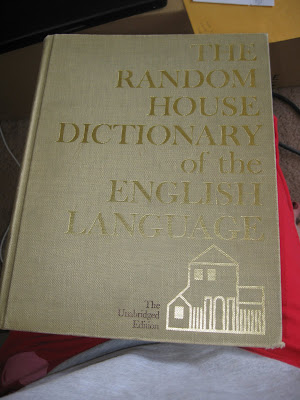 THE
RANDOM
HOUSE
DICTIONARY
of the
ENGLISH
LANGUAGE
The
Unabridged
Edition